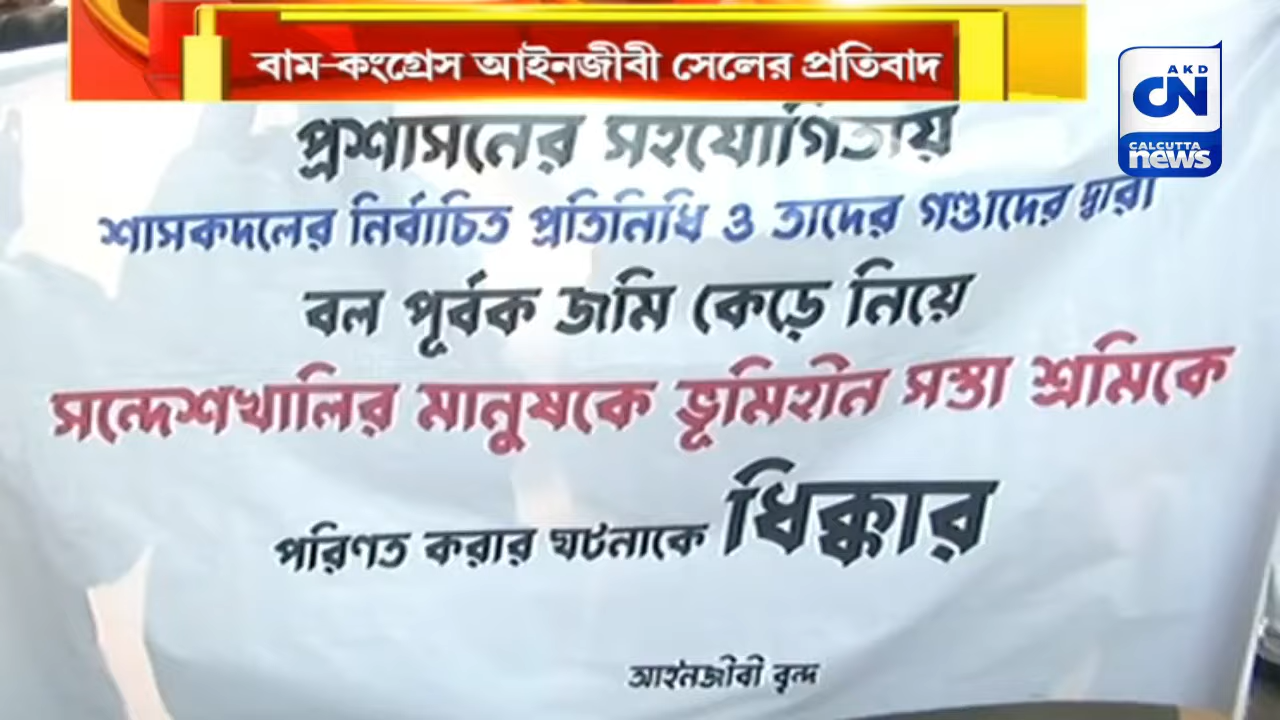 বাম-কংগ্রেস আইনজীবী সেলের প্রতিবাদ
AKD
CN
CALCUTTA
news
প্রশাসনের সহযোগিতায়
শাসকদলের নির্বাচিত প্রতিনিধি ও তাদের গণ্ডাদের দ্বারা
বল পূর্বক জমি কেড়ে নিয়ে
সন্দেশখালির মানুষকে ভূমিহীন সস্তা শ্রমিকে
পরিণত করার ঘটনাকে ধিক্কার
আইনজীবী বৃন্দ